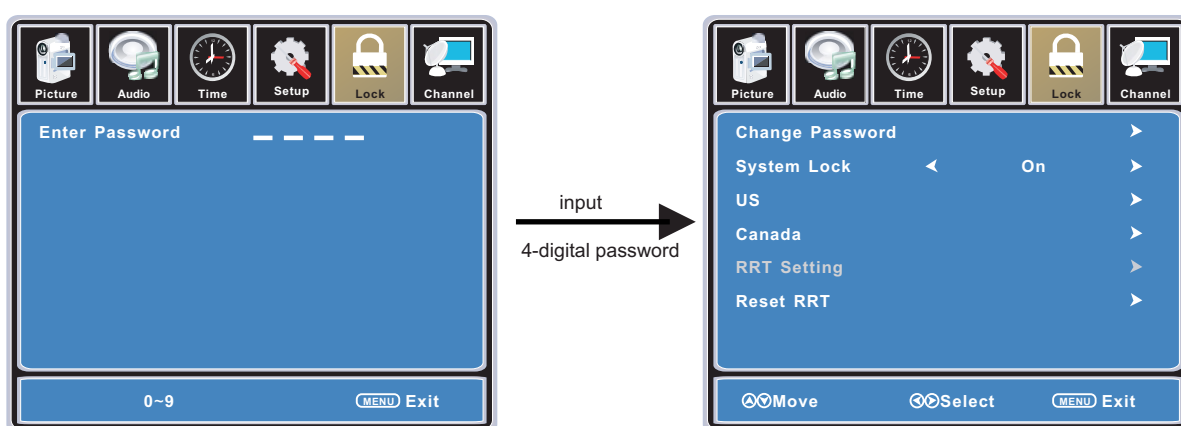 Picture Audio Time Setup Lock Channel
Enter Password _ _ _ _
0~9 MENU Exit
input
4-digital password
Picture Audio Time Setup Lock Channel
Change Password
System Lock On
US
Canada
RRT Setting
Reset RRT
Move Select MENU Exit